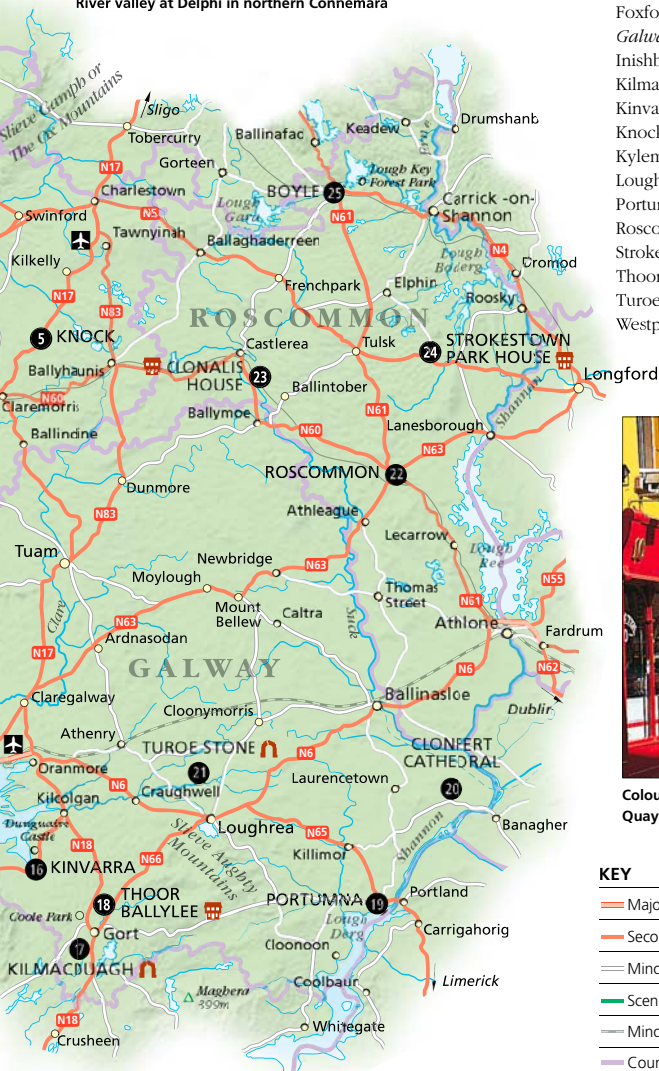 River valley at Delphi in northern Connemara
Foxfo
Galwa
Inishb
Kilma
Kinva
Knock
Kylem
Lough
Portur
Rosco
Stroke
Thoor
Turoe
Westp
Slieve Gamph or
The Ox Mountains
Sligo
Tobercurry
Ballinafad
Keadew
Drumshanb
Gorteen
Lough Key
Forest Park
N17
Charlestown
BOYLE
25
Carrick -on-
Shannon
Lough
Gara
N5
N61
Swinford
Tawnyinah
Ballaghaderreen
N4
Kilkelly
Lough
Boderg
Dromod
Frenchpark
Elphin
Roosky
N17
N83
ROSCOMMON
5
KNOCK
Castlerea
Tulsk
24
STROKESTOWN
PARK HOUSE
Ballyhaunis
CLONALIS
HOUSE
23
Longford
Ballintober
Shannon
N60
Claremorris
Ballymoe
N61
Lanesborough
Ballindine
N60
N63
ROSCOMMON
22
Dunmore
Athleague
N83
Lecarrow
Lough
Ree
Tuam
Newbridge
N63
Moylough
N55
Thomas
Street
Mount
Bellew
Caltra
N61
Clare
N63
Suck
Athlone
Fardrum
Ardnasodan
N17
GALWAY
N6
N62
Claregalway
Ballinasloe
Cloonymorris
Dublin
Athenry
TUROE STONE
N6
CLONFERT
CATHEDRAL
Oranmore
21
Laurencetown
20
N6
Craughwell
Kilcolgan
Loughrea
Banagher
Dunguaire
Castle
N18
N65
Shannon
N66
Slieve Aughty
Mountains
Killimor
16
KINVARRA
18
THOOR
BALLYLEE
PORTUMNA
19
Portland
Coole Park
Gort
Lough
Derg
Carrigahorig
17
Cloonoon
KILMACDUAGH
Coolbaun
Limerick
Maghera
399m
N18
Whitegate
Crusheen
Colou
Quay
KEY
Majo
Seco
Mino
Scen
Mino
Coun